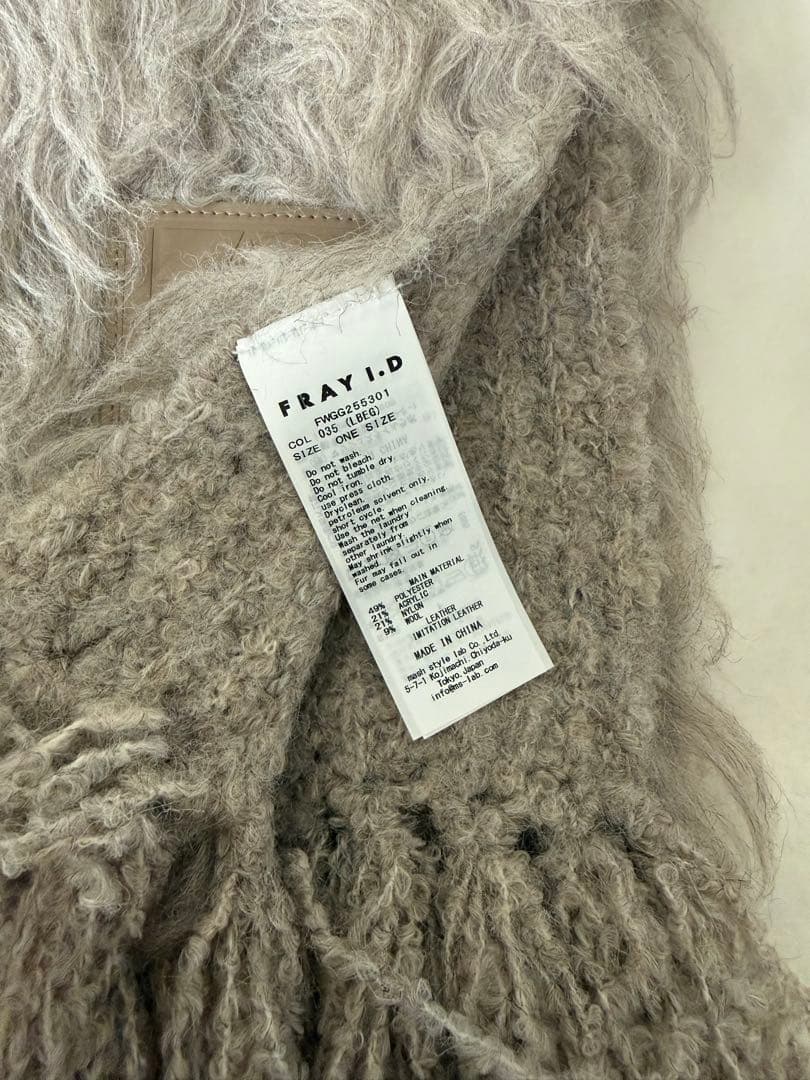 FRAY I.D
FWGG255301
COL 035 (LBEG)
SIZE ONE SIZE
Do not wash.
Do not bleach.
Do not tumble dry.
Cool iron.
use press cloth.
Dryclean.
petroleum solvent only.
short cycle.
Use the net when cleaning.
Wash the laundry
separately from
other laundry.
May shrink slightly when
washed.
Fur may fall out in
some cases.
MAIN MATERIAL
49% POLYESTER
21% ACRYLIC
21% NYLON
9% WOOL
LEATHER
IMITATION LEATHER
MADE IN CHINA
mash style lab Co.,Ltd.
5-7-1 Kojimachi.Chiyoda-ku
Tokyo.Japan
info@ms-lab.com